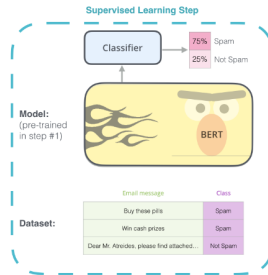 Supervised Learning Step
Classifier
75% Spam
25% Not Spam
Model:
(pre-trained
in step #1)
BERT
Email message Class
Buy these pills Spam
Win cash prizes Spam
Dear Mr. Atreides, please find attached... Not Spam
Dataset: